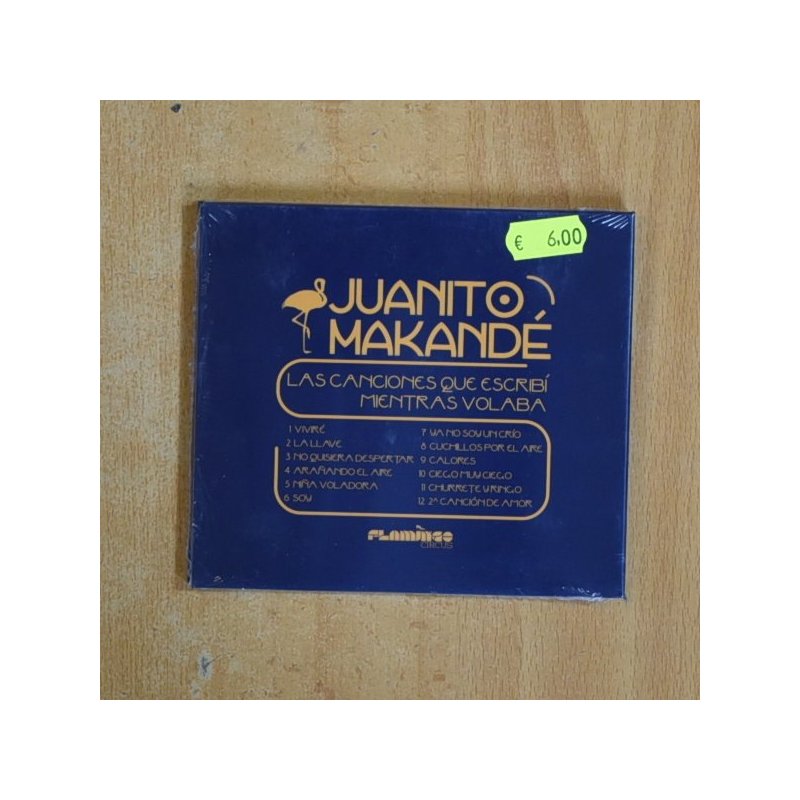 € 6,00
JUANITO
MAKANDÉ
LAS CANCIONES QUE ESCRIBÍ
MIENTRAS VOLABA
1 VIVIRÉ
2 LA LLAVE
3 NO QUISIERA DESPERTAR
4 ARAÑANDO EL AIRE
5 NIÑA VOLADORA
6 SOY
7 YA NO SOY UN CRÍO
8 CUCHILLOS POR EL AIRE
9 CALORES
10 CIEGO MUY CIEGO
11 CHURRETE Y RINGO
12 2ª CANCIÓN DE AMOR
FLAMINGO
CIRCUS